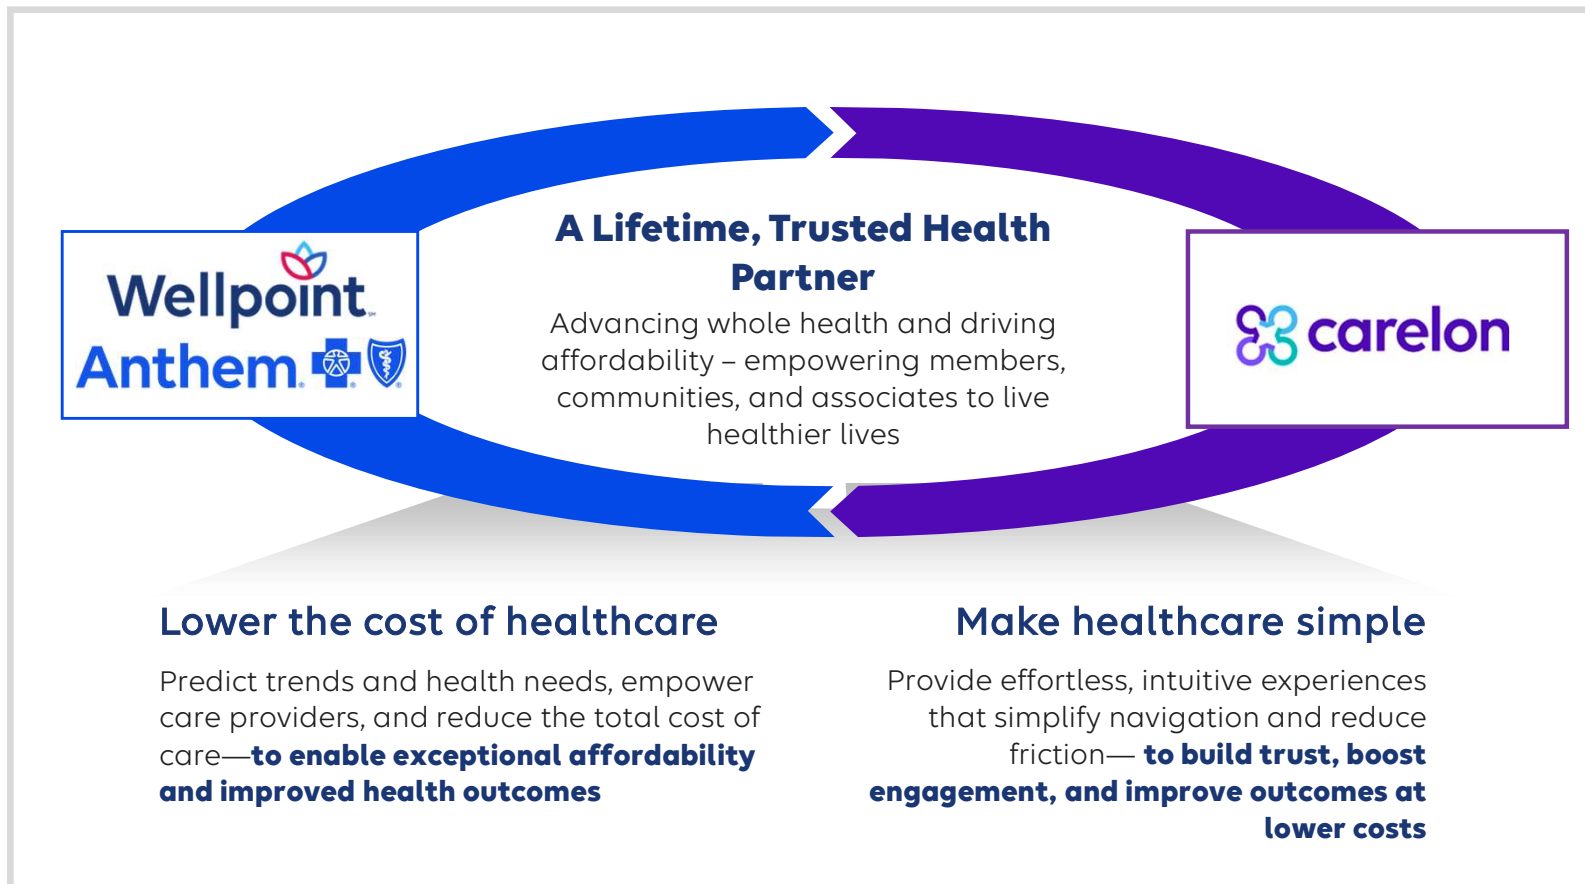 A Lifetime, Trusted Health
Partner
Advancing whole health and driving
affordability – empowering members,
communities, and associates to live
healthier lives
Wellpoint
Anthem
carelon
Lower the cost of healthcare
Predict trends and health needs, empower
care providers, and reduce the total cost of
care—to enable exceptional affordability
and improved health outcomes
Make healthcare simple
Provide effortless, intuitive experiences
that simplify navigation and reduce
friction— to build trust, boost
engagement, and improve outcomes at
lower costs